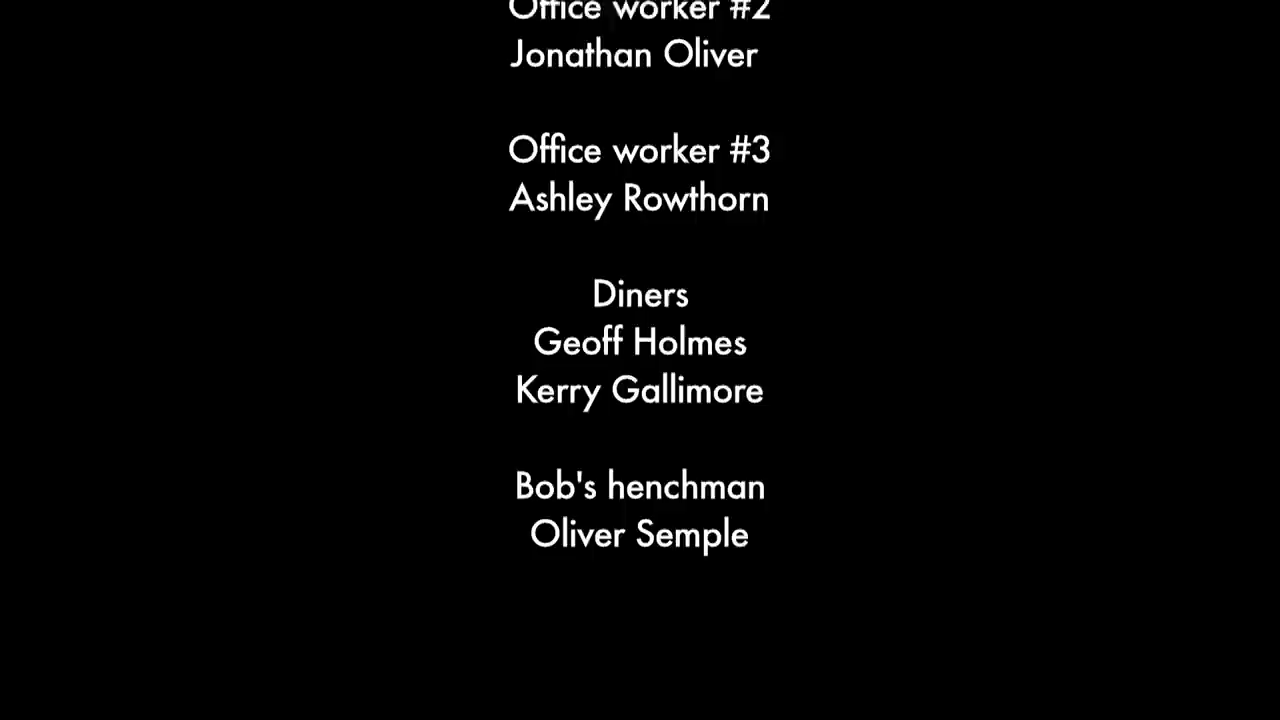 Office worker #2
Jonathan Oliver
Office worker #3
Ashley Rowthorn
Diners
Geoff Holmes
Kerry Gallimore
Bob's henchman
Oliver Semple